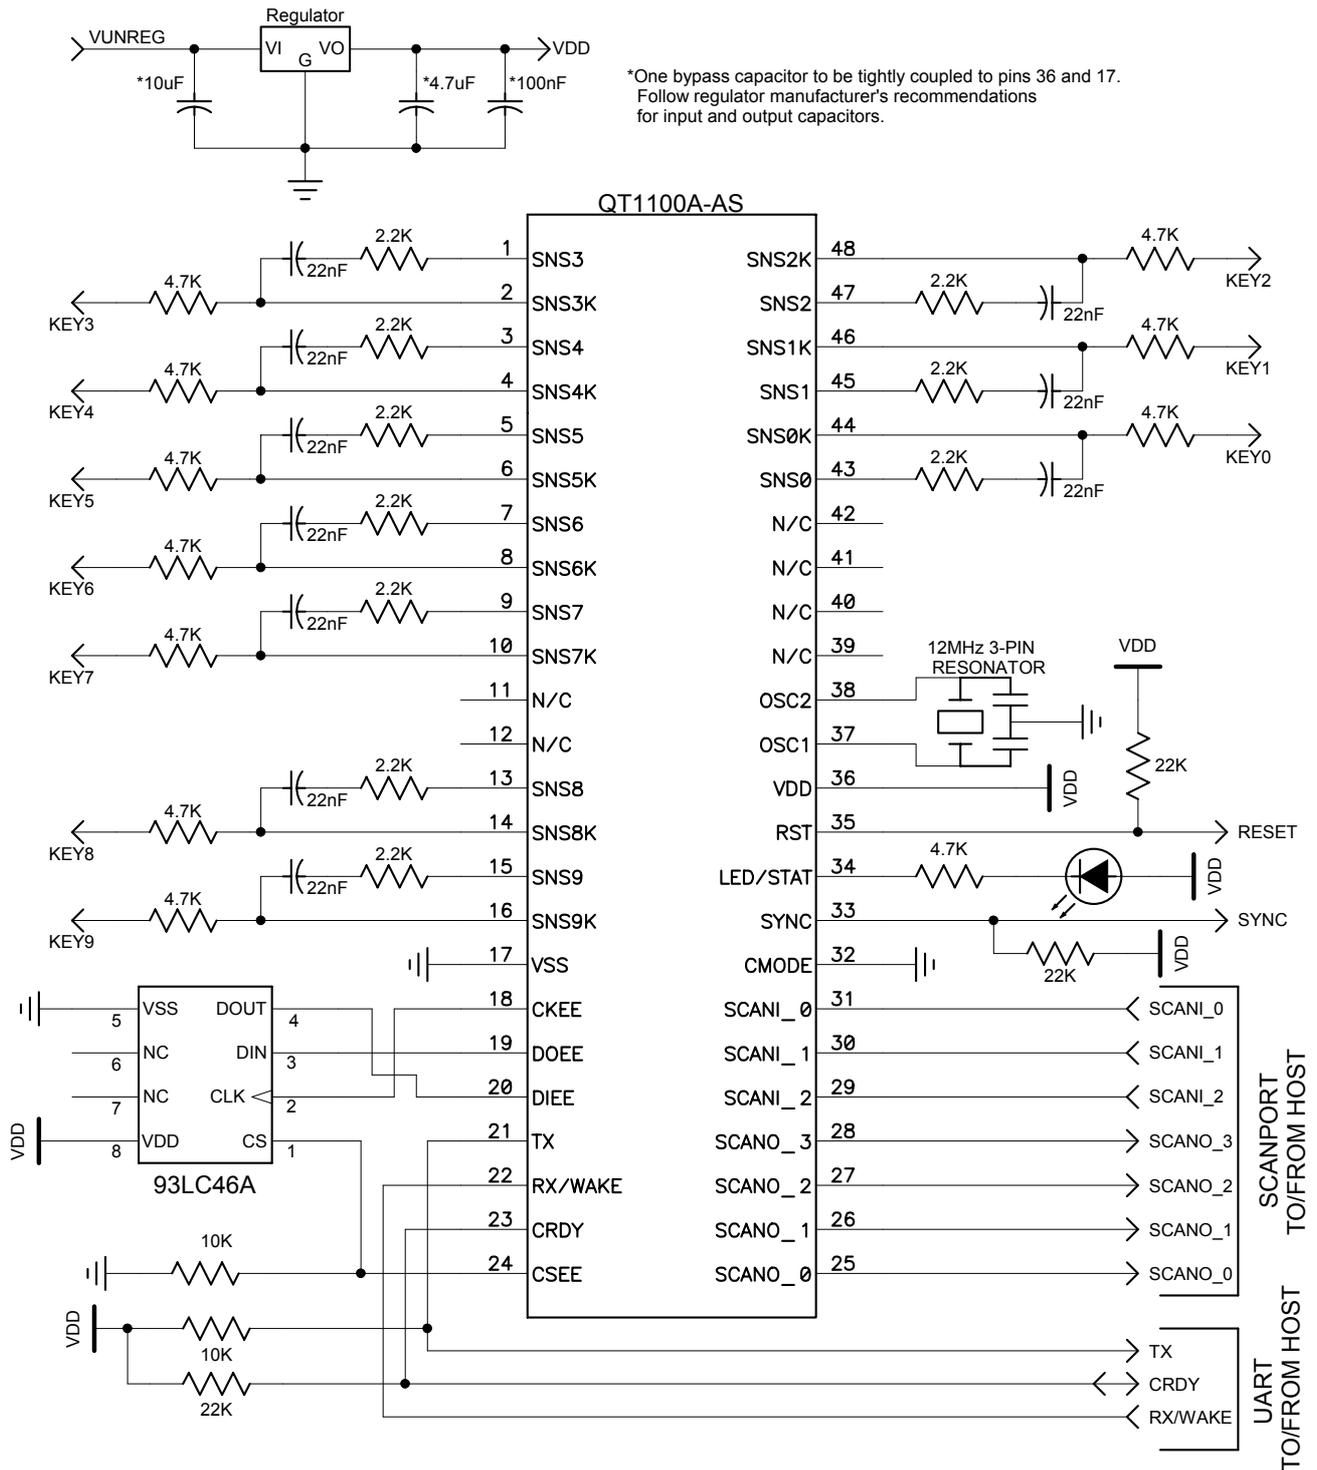 Regulator
VUNREG
VI
VO
G
VDD
*10uF
*4.7uF
*100nF
*One bypass capacitor to be tightly coupled to pins 36 and 17.
Follow regulator manufacturer's recommendations
for input and output capacitors.
QT1100A-AS
2.2K
22nF
1
SNS3
4.7K
KEY3
2
SNS3K
2.2K
22nF
3
SNS4
4.7K
KEY4
4
SNS4K
2.2K
22nF
5
SNS5
4.7K
KEY5
6
SNS5K
2.2K
22nF
7
SNS6
4.7K
KEY6
8
SNS6K
2.2K
22nF
9
SNS7
4.7K
KEY7
10
SNS7K
11
N/C
12
N/C
2.2K
22nF
13
SNS8
4.7K
KEY8
14
SNS8K
2.2K
22nF
15
SNS9
4.7K
KEY9
16
SNS9K
17
VSS
18
CKEE
19
DOEE
20
DIEE
21
TX
22
RX/WAKE
23
CRDY
24
CSEE
SNS2K
48
4.7K
KEY2
SNS2
47
2.2K
22nF
SNS1K
46
4.7K
KEY1
SNS1
45
2.2K
22nF
SNS0K
44
4.7K
KEY0
SNS0
43
2.2K
22nF
N/C
42
N/C
41
N/C
40
N/C
39
12MHz 3-PIN
RESONATOR
OSC2
38
OSC1
37
VDD
36
VDD
VDD
22K
RST
35
RESET
LED/STAT
34
4.7K
VDD
SYNC
33
SYNC
22K
VDD
CMODE
32
SCANI_0
31
SCANI_0
SCANI_1
30
SCANI_1
SCANI_2
29
SCANI_2
SCANO_3
28
SCANO_3
SCANO_2
27
SCANO_2
SCANO_1
26
SCANO_1
SCANO_0
25
SCANO_0
SCANPORT
TO/FROM HOST
5
VSS
DOUT
4
6
NC
DIN
3
7
NC
CLK
2
VDD
8
VDD
CS
1
93LC46A
10K
VDD
10K
22K
TX
CRDY
RX/WAKE
UART
TO/FROM HOST